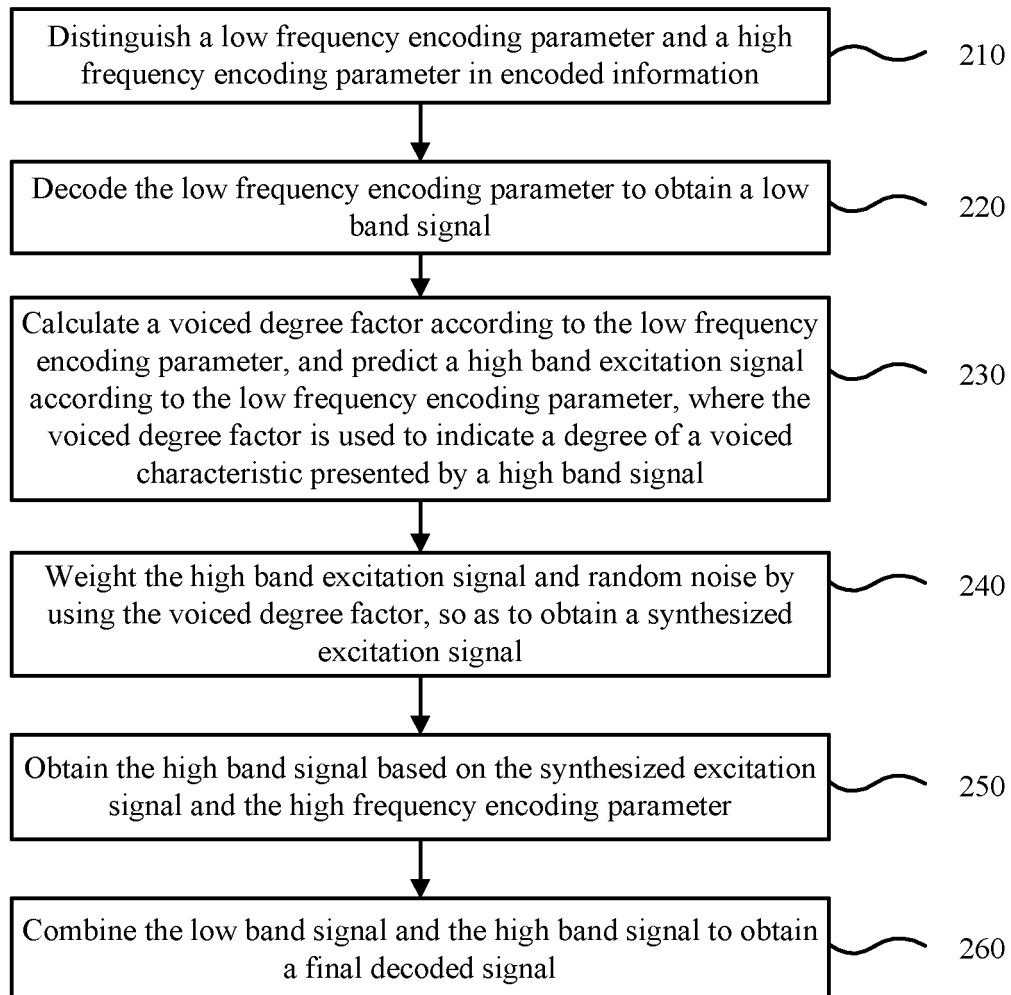 Distinguish a low frequency encoding parameter and a high
frequency encoding parameter in encoded information
210
Decode the low frequency encoding parameter to obtain a low
band signal
220
Calculate a voiced degree factor according to the low frequency
encoding parameter, and predict a high band excitation signal
according to the low frequency encoding parameter, where the
voiced degree factor is used to indicate a degree of a voiced
characteristic presented by a high band signal
230
Weight the high band excitation signal and random noise by
using the voiced degree factor, so as to obtain a synthesized
excitation signal
240
Obtain the high band signal based on the synthesized excitation
signal and the high frequency encoding parameter
250
Combine the low band signal and the high band signal to obtain
a final decoded signal
260